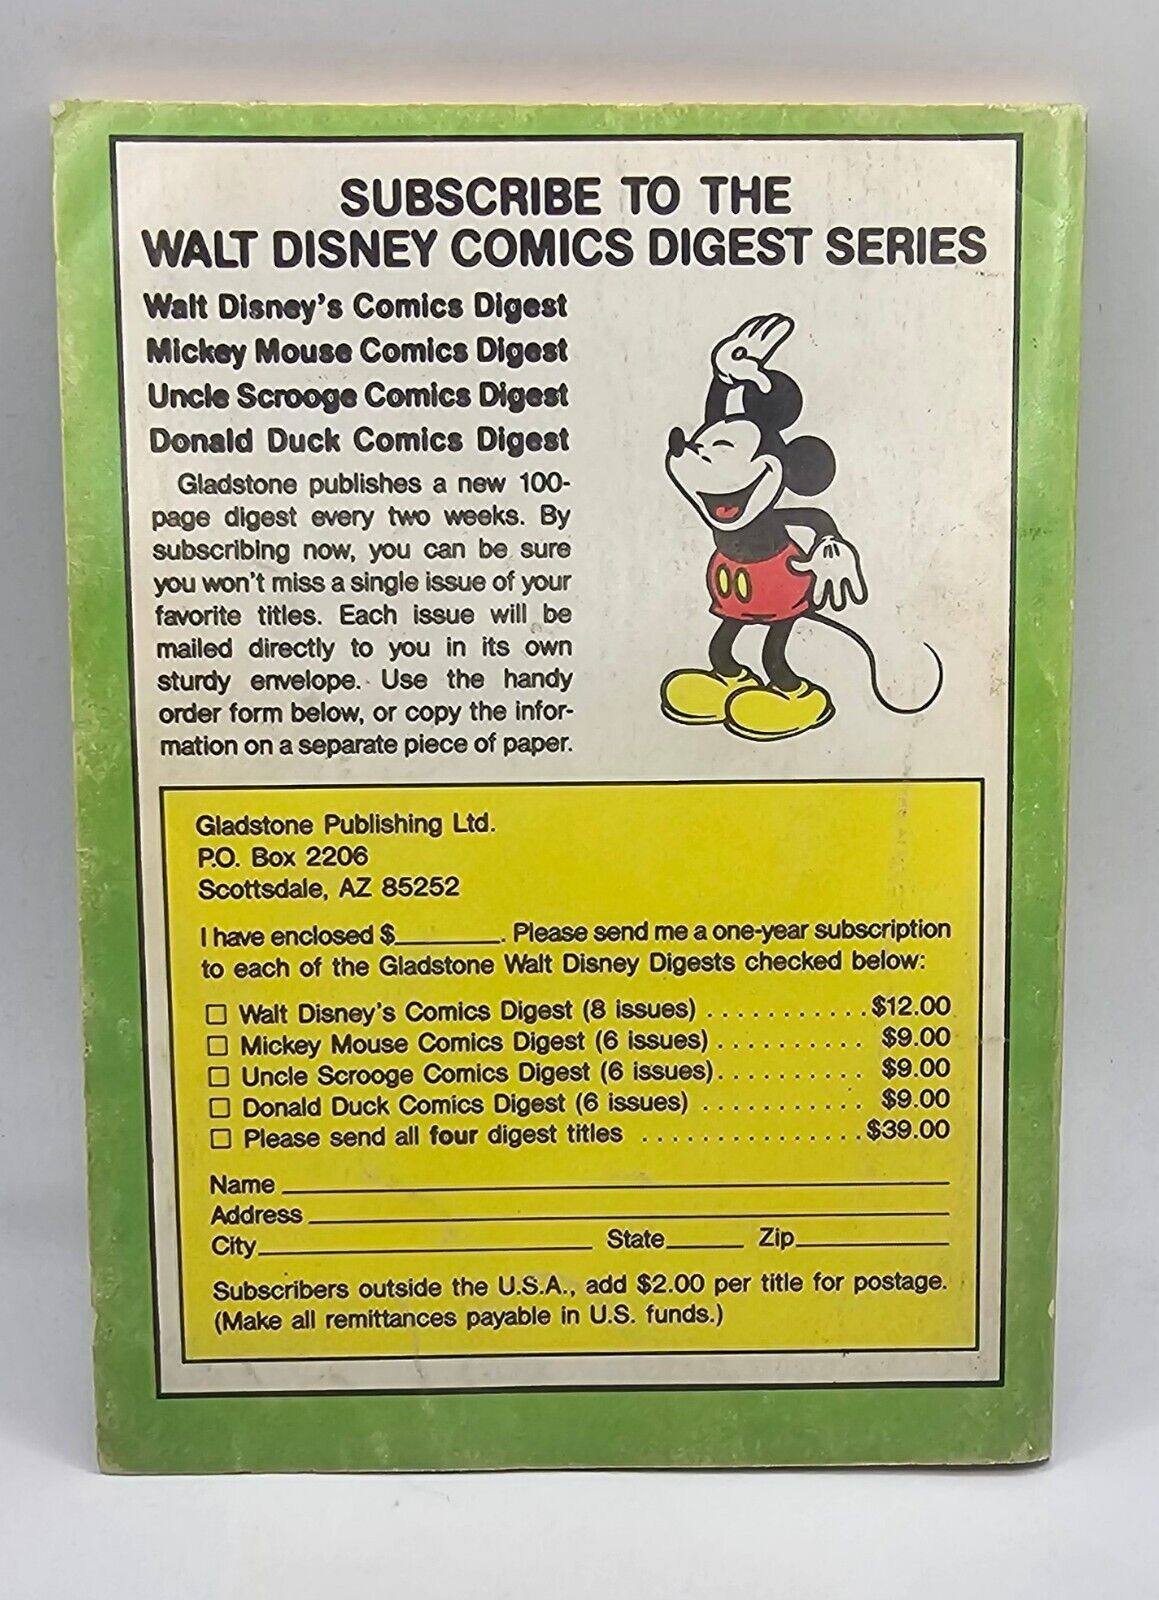 SUBSCRIBE TO THE
WALT DISNEY COMICS DIGEST SERIES
Walt Disney's Comics Digest
Mickey Mouse Comics Digest
Uncle Scrooge Comics Digest
Donald Duck Comics Digest
Gladstone publishes a new 100-
page digest every two weeks. By
subscribing now, you can be sure
you won't miss a single issue of your
favorite titles. Each issue will be
mailed directly to you in its own
sturdy envelope. Use the handy
order form below, or copy the infor-
mation on a separate piece of paper.
Gladstone Publishing Ltd.
P.O. Box 2206
Scottsdale, AZ 85252
I have enclosed $______. Please send me a one-year subscription
to each of the Gladstone Walt Disney Digests checked below:
☐ Walt Disney's Comics Digest (8 issues) ........... $12.00
☐ Mickey Mouse Comics Digest (6 issues) .......... $9.00
☐ Uncle Scrooge Comics Digest (6 issues) .......... $9.00
☐ Donald Duck Comics Digest (6 issues) ........... $9.00
☐ Please send all four digest titles ............... $39.00
Name ______
Address ______
City ______ State ______ Zip ______
Subscribers outside the U.S.A., add $2.00 per title for postage.
(Make all remittances payable in U.S. funds.)